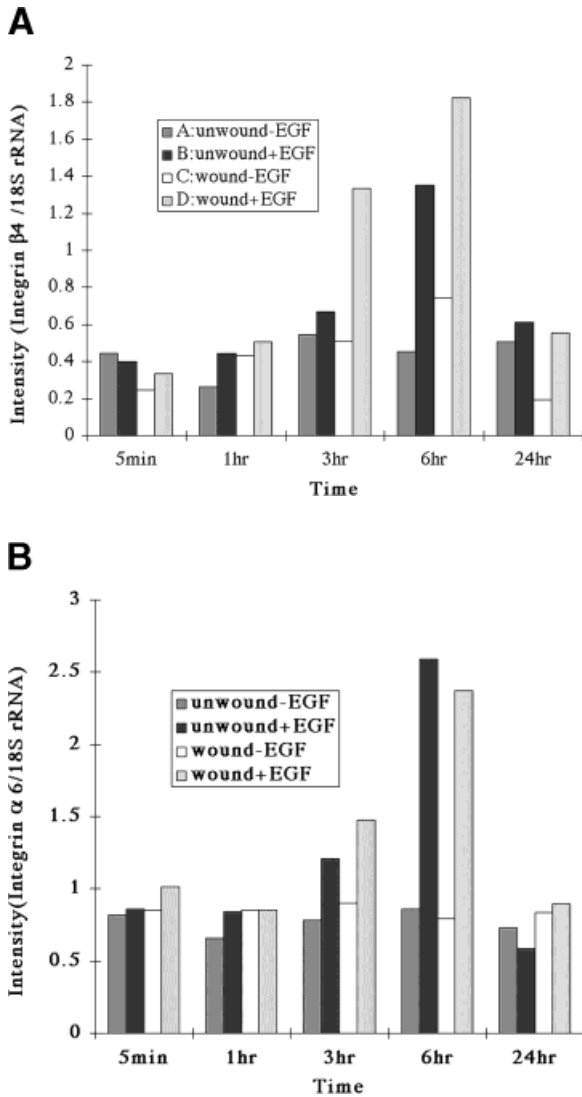 A
Intensity (Integrin β4 /18S rRNA)
2
1.8
1.6
1.4
1.2
1
0.8
0.6
0.4
0.2
0
A:unwound-EGF
B:unwound+EGF
C:wound-EGF
D:wound+EGF
5min 1hr 3hr 6hr 24hr
Time
B
Intensity(Integrin α 6/18S rRNA)
3
2.5
2
1.5
1
0.5
0
unwound-EGF
unwound+EGF
wound-EGF
wound+EGF
5min 1hr 3hr 6hr 24hr
Time